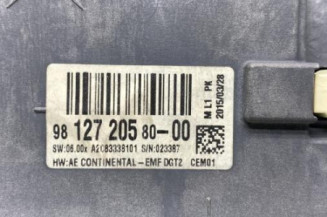 98 127 205 80-00
SW:06.00x A2C83338101 S/N:023387
HW:AE CONTINENTAL-EMF DGT2 CEM01
M L1 PK
2015/03/28